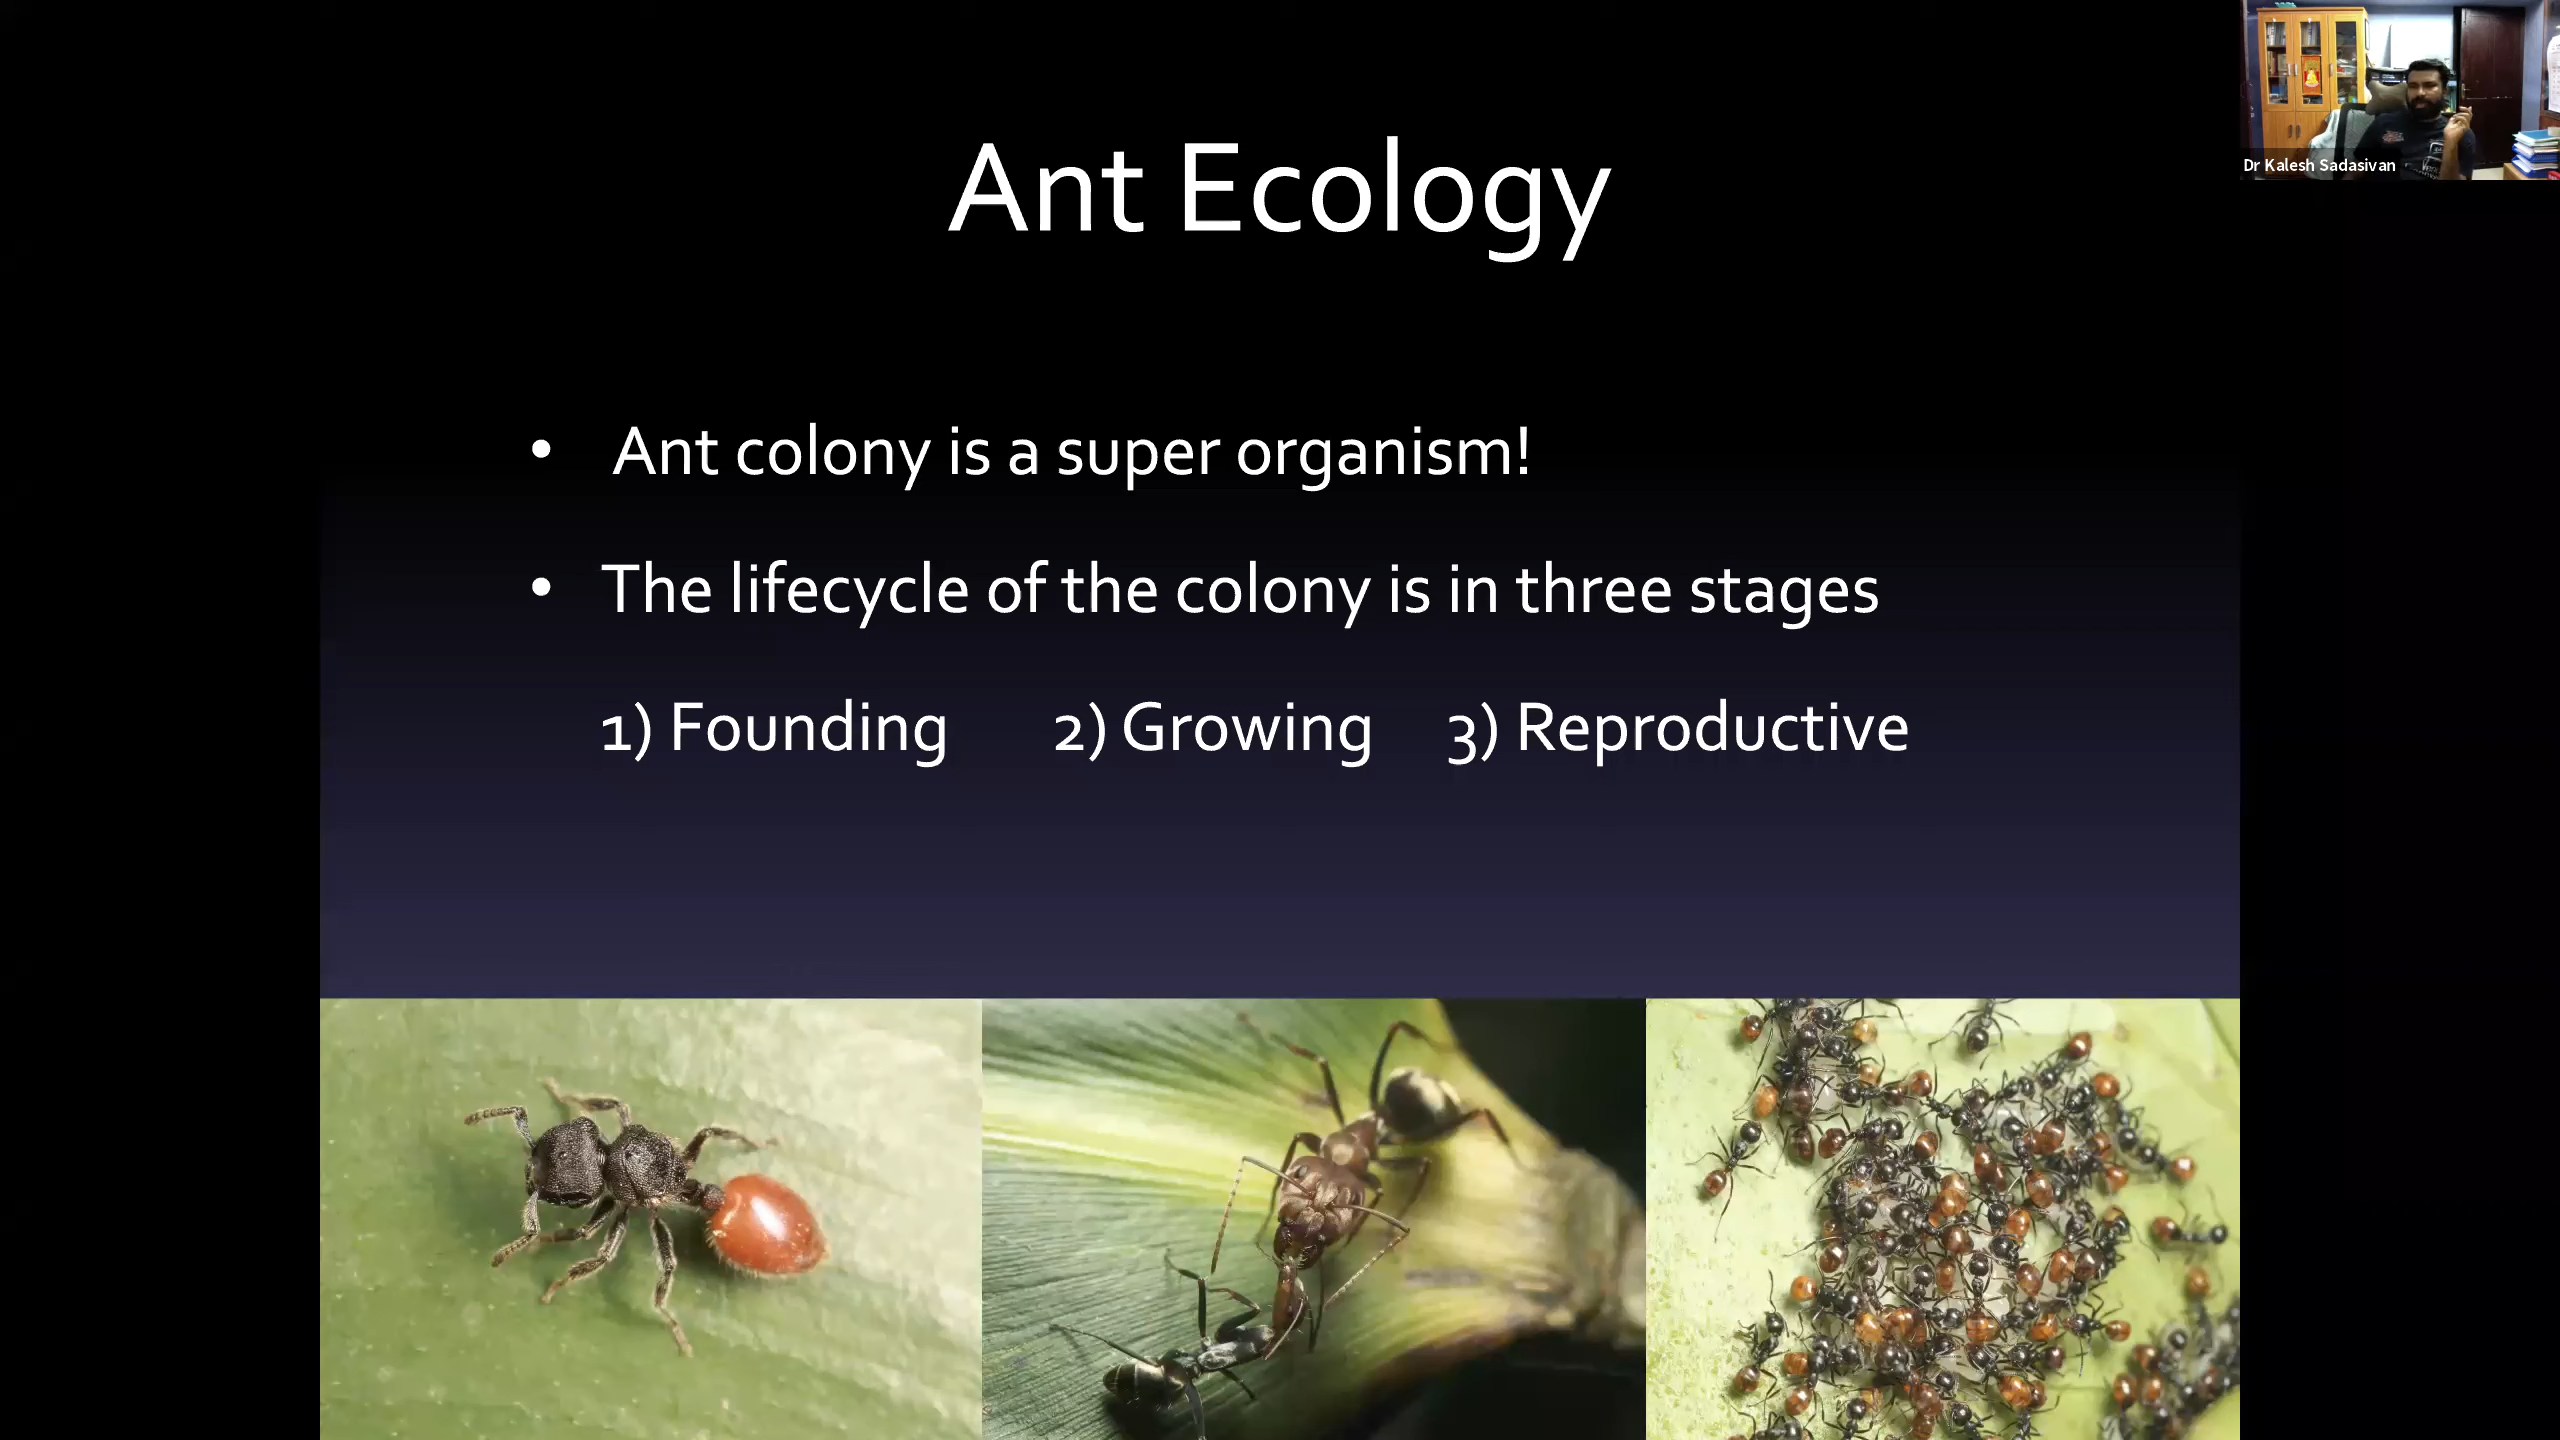 Dr Kalesh Sadasivan
Ant Ecology
• Ant colony is a super organism!
• The lifecycle of the colony is in three stages
1) Founding 2) Growing 3) Reproductive